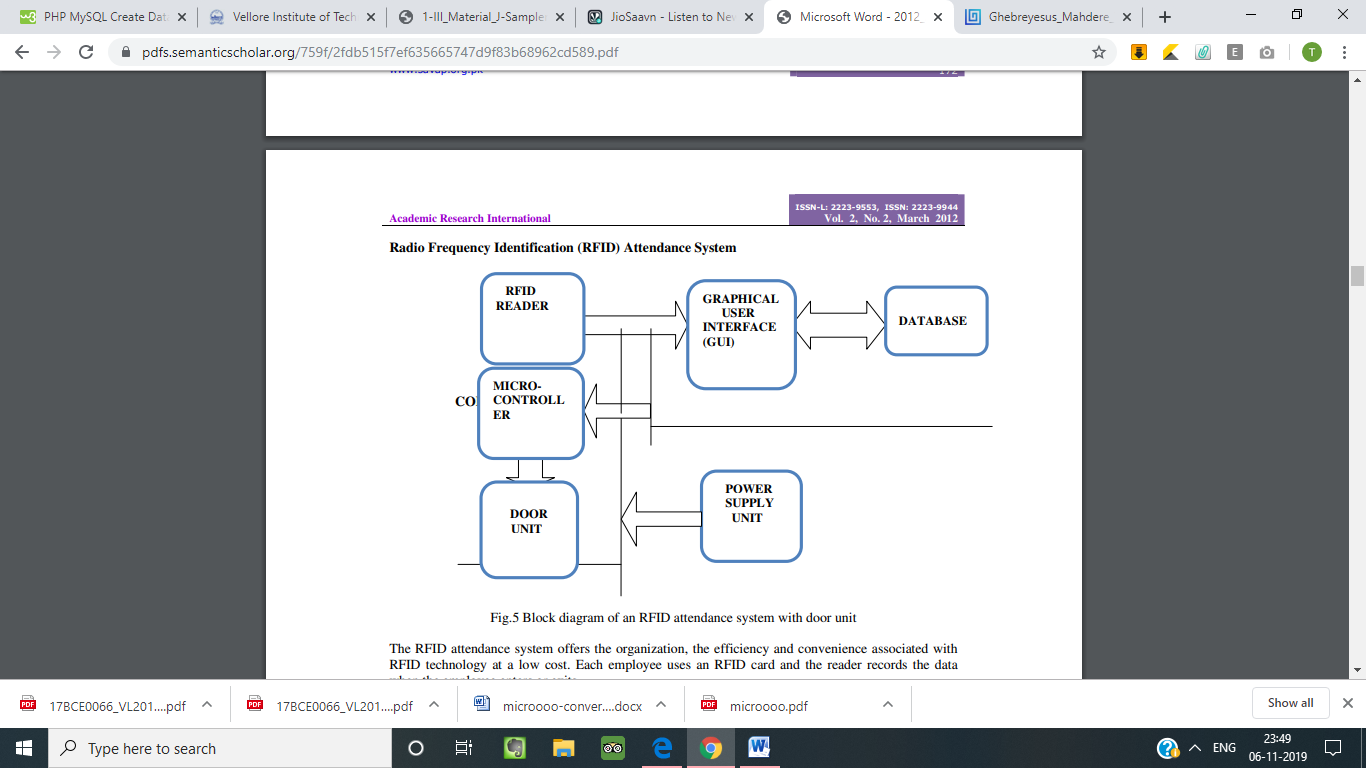 PHP MySQL Create Dat
Vellore Institute of Tech
1-III_Material_J-Sample
JioSaavn - Listen to Ne
Microsoft Word - 2012_
Ghebreyesus_Mahdere_
pdfs.semanticscholar.org/759f/2fdb515f7ef635665747d9f83b68962cd589.pdf
E
T
www.savap.org.pk
172
Academic Research International
ISSN-L: 2223-9553, ISSN: 2223-9944
Vol. 2, No. 2, March 2012
Radio Frequency Identification (RFID) Attendance System
RFID
READER
GRAPHICAL
USER
INTERFACE
(GUI)
DATABASE
CO
MICRO-
CONTROLL
ER
DOOR
UNIT
POWER
SUPPLY
UNIT
Fig.5 Block diagram of an RFID attendance system with door unit
The RFID attendance system offers the organization, the efficiency and convenience associated with
RFID technology at a low cost. Each employee uses an RFID card and the reader records the data
17BCE0066_VL201....pdf
17BCE0066_VL201....pdf
microooo-conver....docx
microooo.pdf
Show all
Type here to search
ENG
23:49
06-11-2019